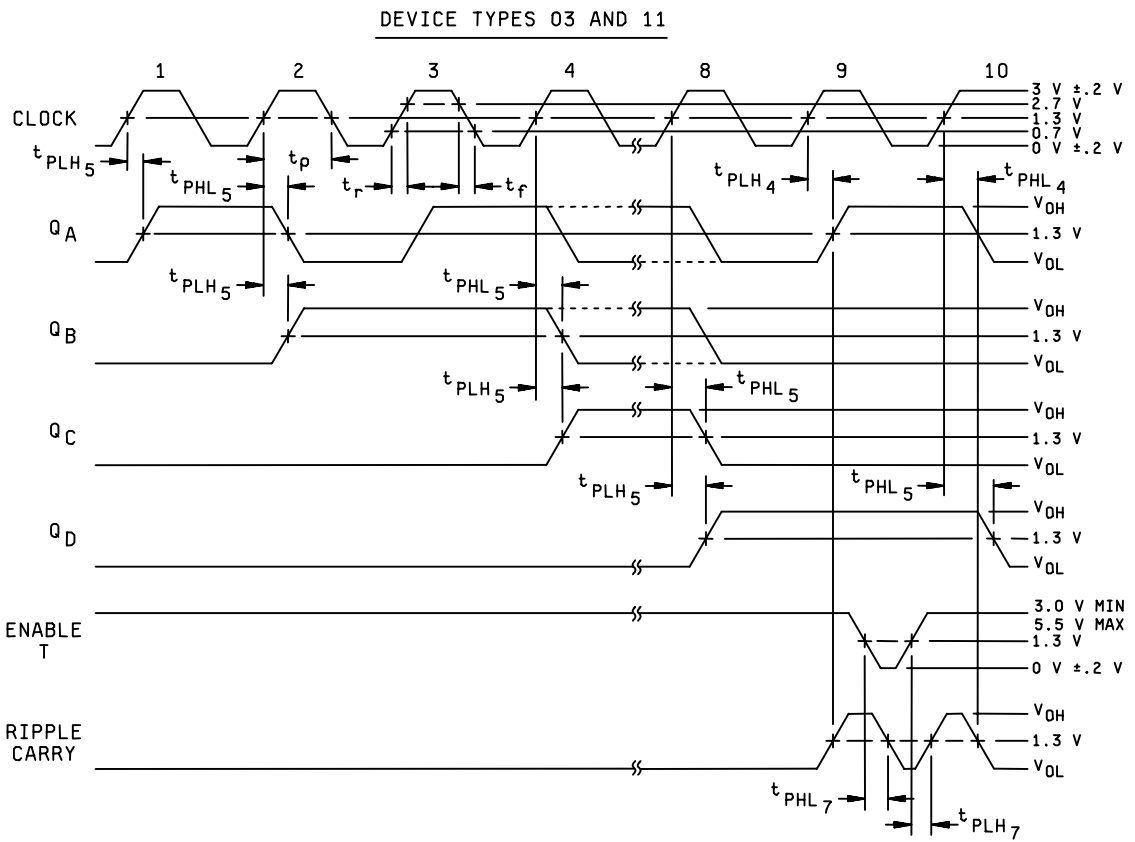 DEVICE TYPES 03 AND 11
1 2 3 4 8 9 10
CLOCK
3 V ±.2 V
2.7 V
1.3 V
0.7 V
0 V ±.2 V
tPLH5
tPHL5
tp
tr
tf
tPLH4
tPHL4
QA
VOH
1.3 V
VOL
tPLH5
tPHL5
QB
VOH
1.3 V
VOL
tPLH5
tPHL5
QC
VOH
1.3 V
VOL
tPLH5
tPHL5
QD
VOH
1.3 V
VOL
ENABLE
T
3.0 V MIN
5.5 V MAX
1.3 V
0 V ±.2 V
RIPPLE
CARRY
VOH
1.3 V
VOL
tPHL7
tPLH7